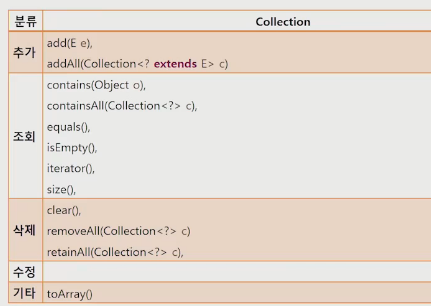 분류 Collection
추가 add(E e),
addAll(Collection<? extends E> c)
조회 contains(Object o),
containsAll(Collection<?> c),
equals(),
isEmpty(),
iterator(),
size(),
삭제 clear(),
removeAll(Collection<?> c)
retainAll(Collection<?> c),
수정
기타 toArray()